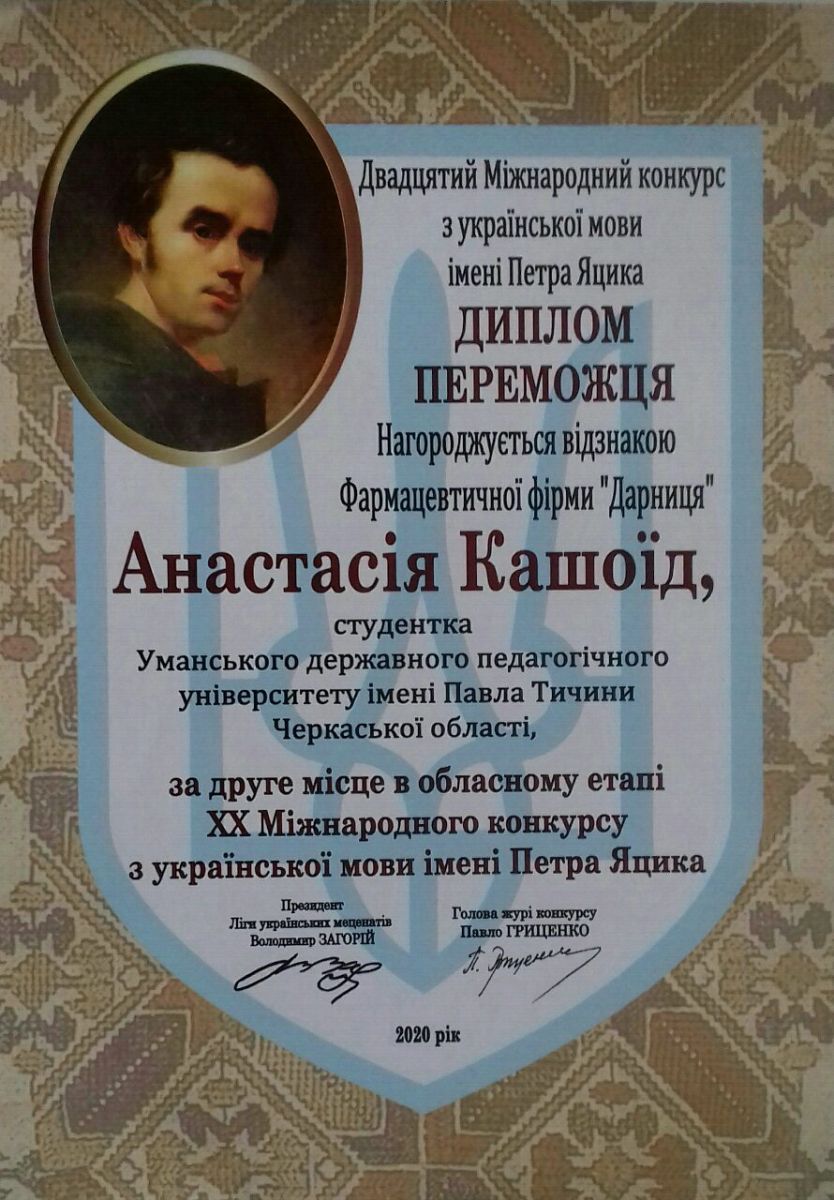 Двадцятий Міжнародний конкурс
з української мови
імені Петра Яцика
ДИПЛОМ
ПЕРЕМОЖЦЯ
Нагороджується відзнакою
Фармацевтичної фірми "Дарниця"
Анастасія Кашоїд,
студентка
Уманського державного педагогічного
університету імені Павла Тичини
Черкаської області,
за друге місце в обласному етапі
ХХ Міжнародного конкурсу
з української мови імені Петра Яцика
Президент
Ліги українських меценатів
Володимир ЗАГОРІЙ
Голова журі конкурсу
Павло ГРИЦЕНКО
П. Гриценко
2020 рік